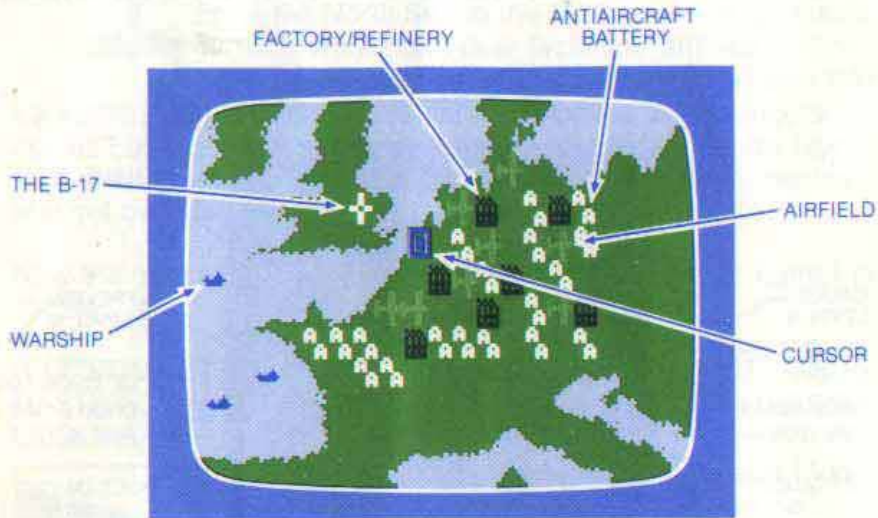 ANTIAIRCRAFT
BATTERY
FACTORY/REFINERY
THE B-17
AIRFIELD
WARSHIP
CURSOR